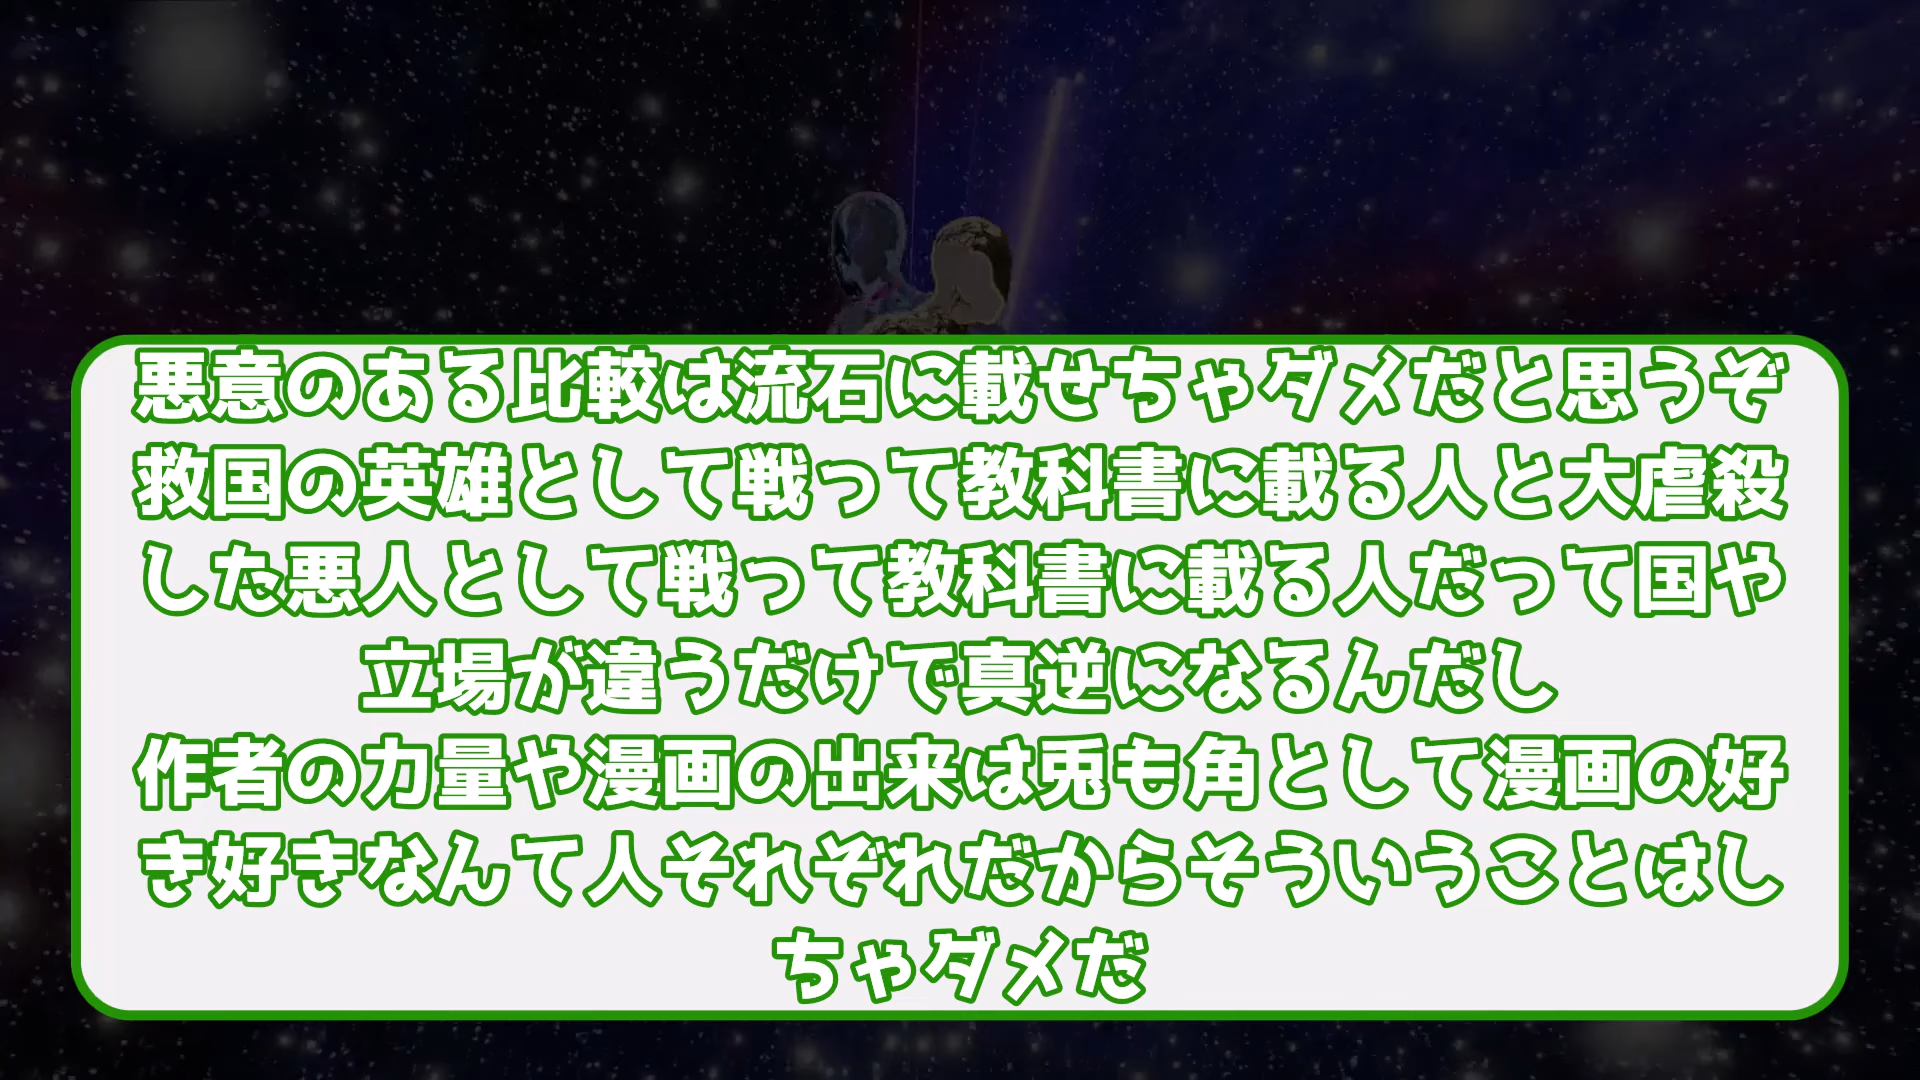 悪意のある比較は流石に載せちゃダメだと思うぞ
救国の英雄として戦って教科書に載る人と大虐殺
した悪人として戦って教科書に載る人だって国や
立場が違うだけで真逆になるんだし
作者の力量や漫画の出来は兎も角として漫画の好
き好きなんて人それぞれだからそういうことはし
ちゃダメだ